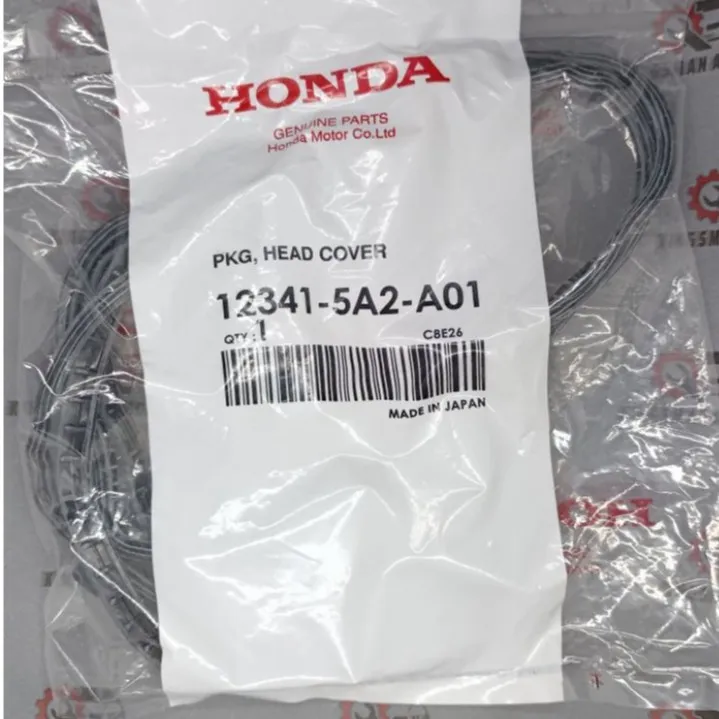 HONDA
GENUINE PARTS
Honda Motor Co.Ltd
PKG, HEAD COVER
12341-5A2-A01
QTY :1 C8E26
MADE IN JAPAN